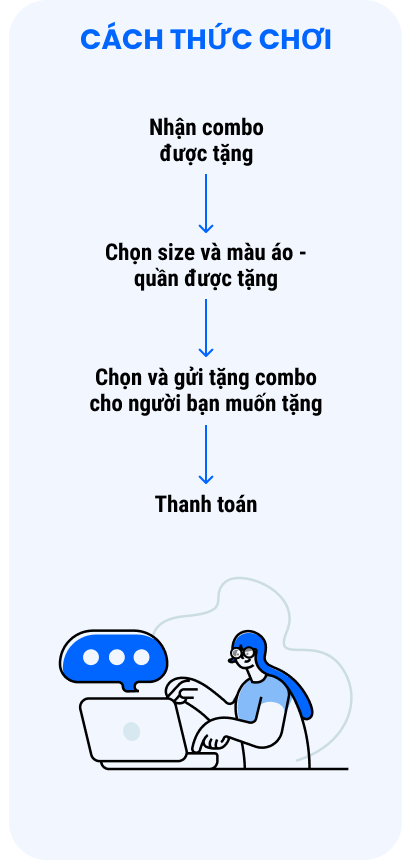 CÁCH THỨC CHƠI
Nhận combo
được tặng
Chọn size và màu áo -
quần được tặng
Chọn và gửi tặng combo
cho người bạn muốn tặng
Thanh toán